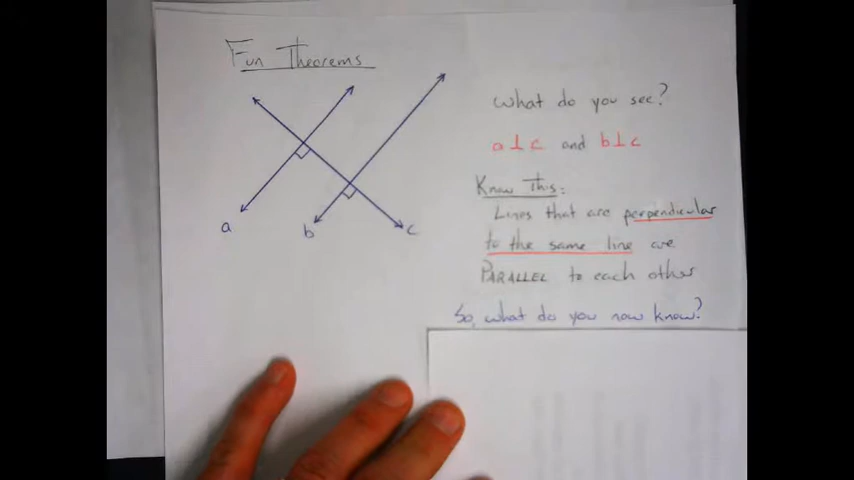 Fun Theorems
What do you see?
a ⊥ c and b ⊥ c
Know This:
Lines that are perpendicular
to the same line are
PARALLEL to each other
So, what do you now know?
a
b
c